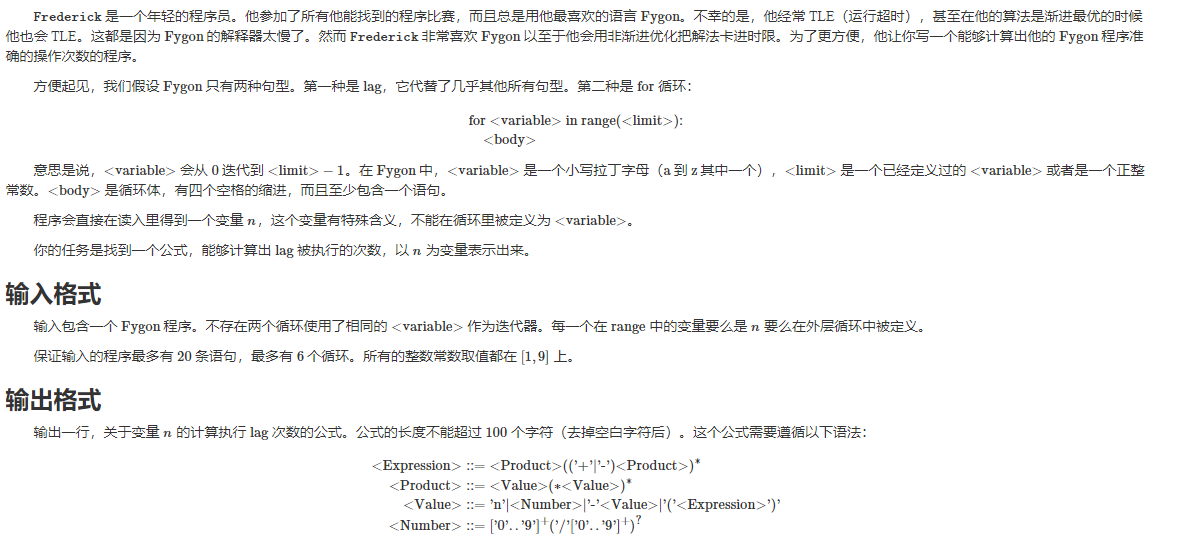 Frederick 是一个年轻的程序员。他参加了所有他能找到的程序比赛，而且总是用他最喜欢的语言 Fygon。不幸的是，他经常 TLE（运行超时），甚至在他的算法是渐进最优的时候
他也会 TLE。这都是因为 Fygon 的解释器太慢了。然而 Frederick 非常喜欢 Fygon 以至于他会用非渐进优化把解法卡进时限。为了更方便，他让你写一个能够计算出他的 Fygon 程序准
确的操作次数的程序。
方便起见，我们假设 Fygon 只有两种句型。第一种是 lag，它代替了几乎其他所有句型。第二种是 for 循环：
for <variable> in range(<limit>):
<body>
意思是说，<variable> 会从 0 迭代到 <limit> − 1。在 Fygon 中，<variable> 是一个小写拉丁字母（a 到 z 其中一个），<limit> 是一个已经定义过的 <variable> 或者是一个正整
常数。<body> 是循环体，有四个空格的缩进，而且至少包含一个语句。
程序会直接在读入里得到一个变量 n，这个变量有特殊含义，不能在循环里被定义为 <variable>。
你的任务是找到一个公式，能够计算出 lag 被执行的次数，以 n 为变量表示出来。
输入格式
输入包含一个 Fygon 程序。不存在两个循环使用了相同的 <variable> 作为迭代器。每一个在 range 中的变量要么是 n 要么在外层循环中被定义。
保证输入的程序最多有 20 条语句，最多有 6 个循环。所有的整数常数取值都在 [1, 9] 上。
输出格式
输出一行，关于变量 n 的计算执行 lag 次数的公式。公式的长度不能超过 100 个字符（去掉空白字符后）。这个公式需要遵循以下语法：
<Expression> ::= <Product>(('+'|'-')<Product>)*
<Product> ::= <Value>(*<Value>)*
<Value> ::= 'n'|<Number>|'-'<Value>|'('<Expression>')'
<Number> ::= ['0'..'9']+('/'['0'..'9']+)?